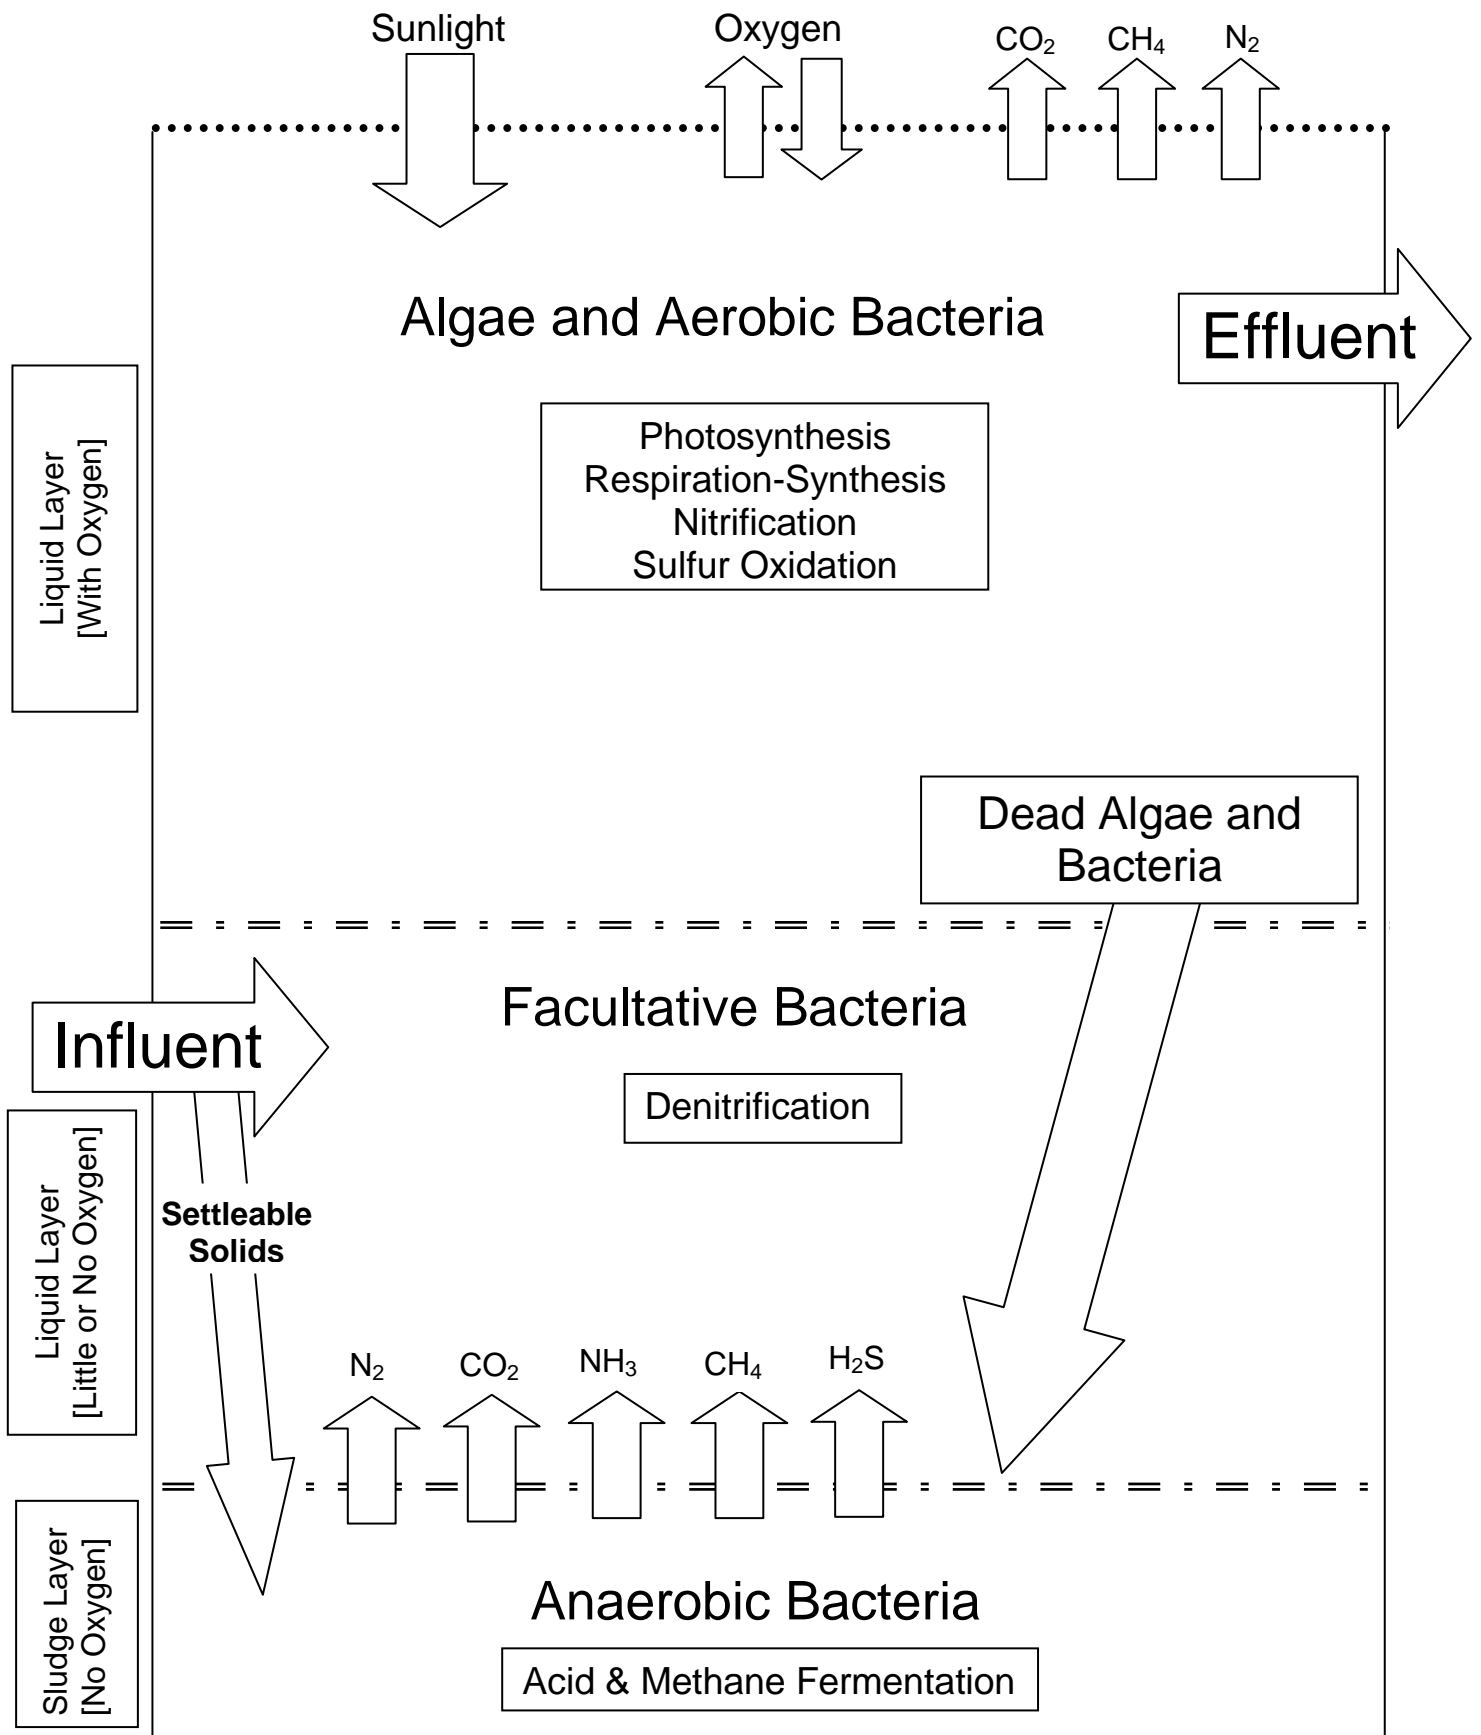 Sunlight
Oxygen
CO₂
CH₄
N₂
Algae and Aerobic Bacteria
Effluent
Photosynthesis
Respiration-Synthesis
Nitrification
Sulfur Oxidation
Liquid Layer
[With Oxygen]
Dead Algae and
Bacteria
Facultative Bacteria
Influent
Denitrification
Liquid Layer
[Little or No Oxygen]
Settleable
Solids
N₂
CO₂
NH₃
CH₄
H₂S
Sludge Layer
[No Oxygen]
Anaerobic Bacteria
Acid & Methane Fermentation